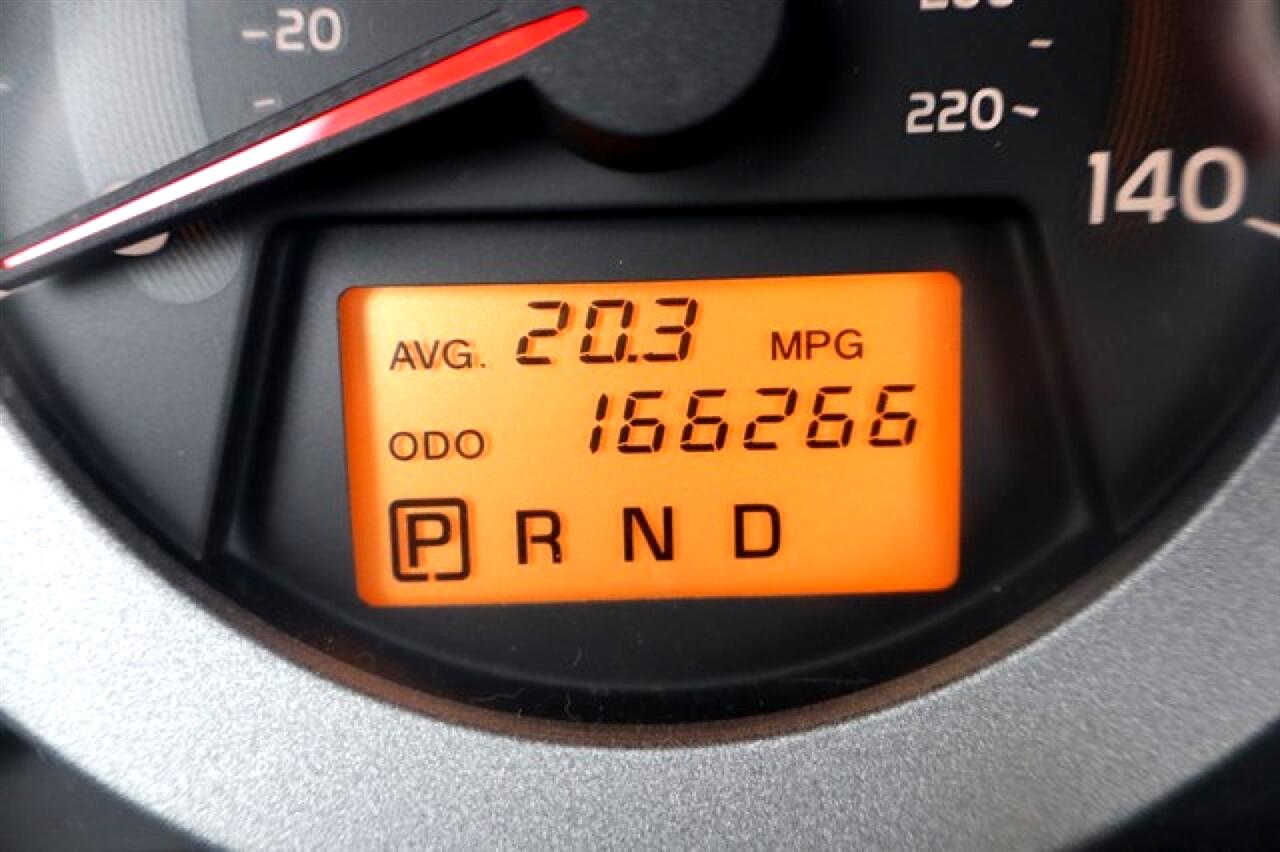 20
220
140
AVG. 20.3 MPG
ODO 166266
P R N D